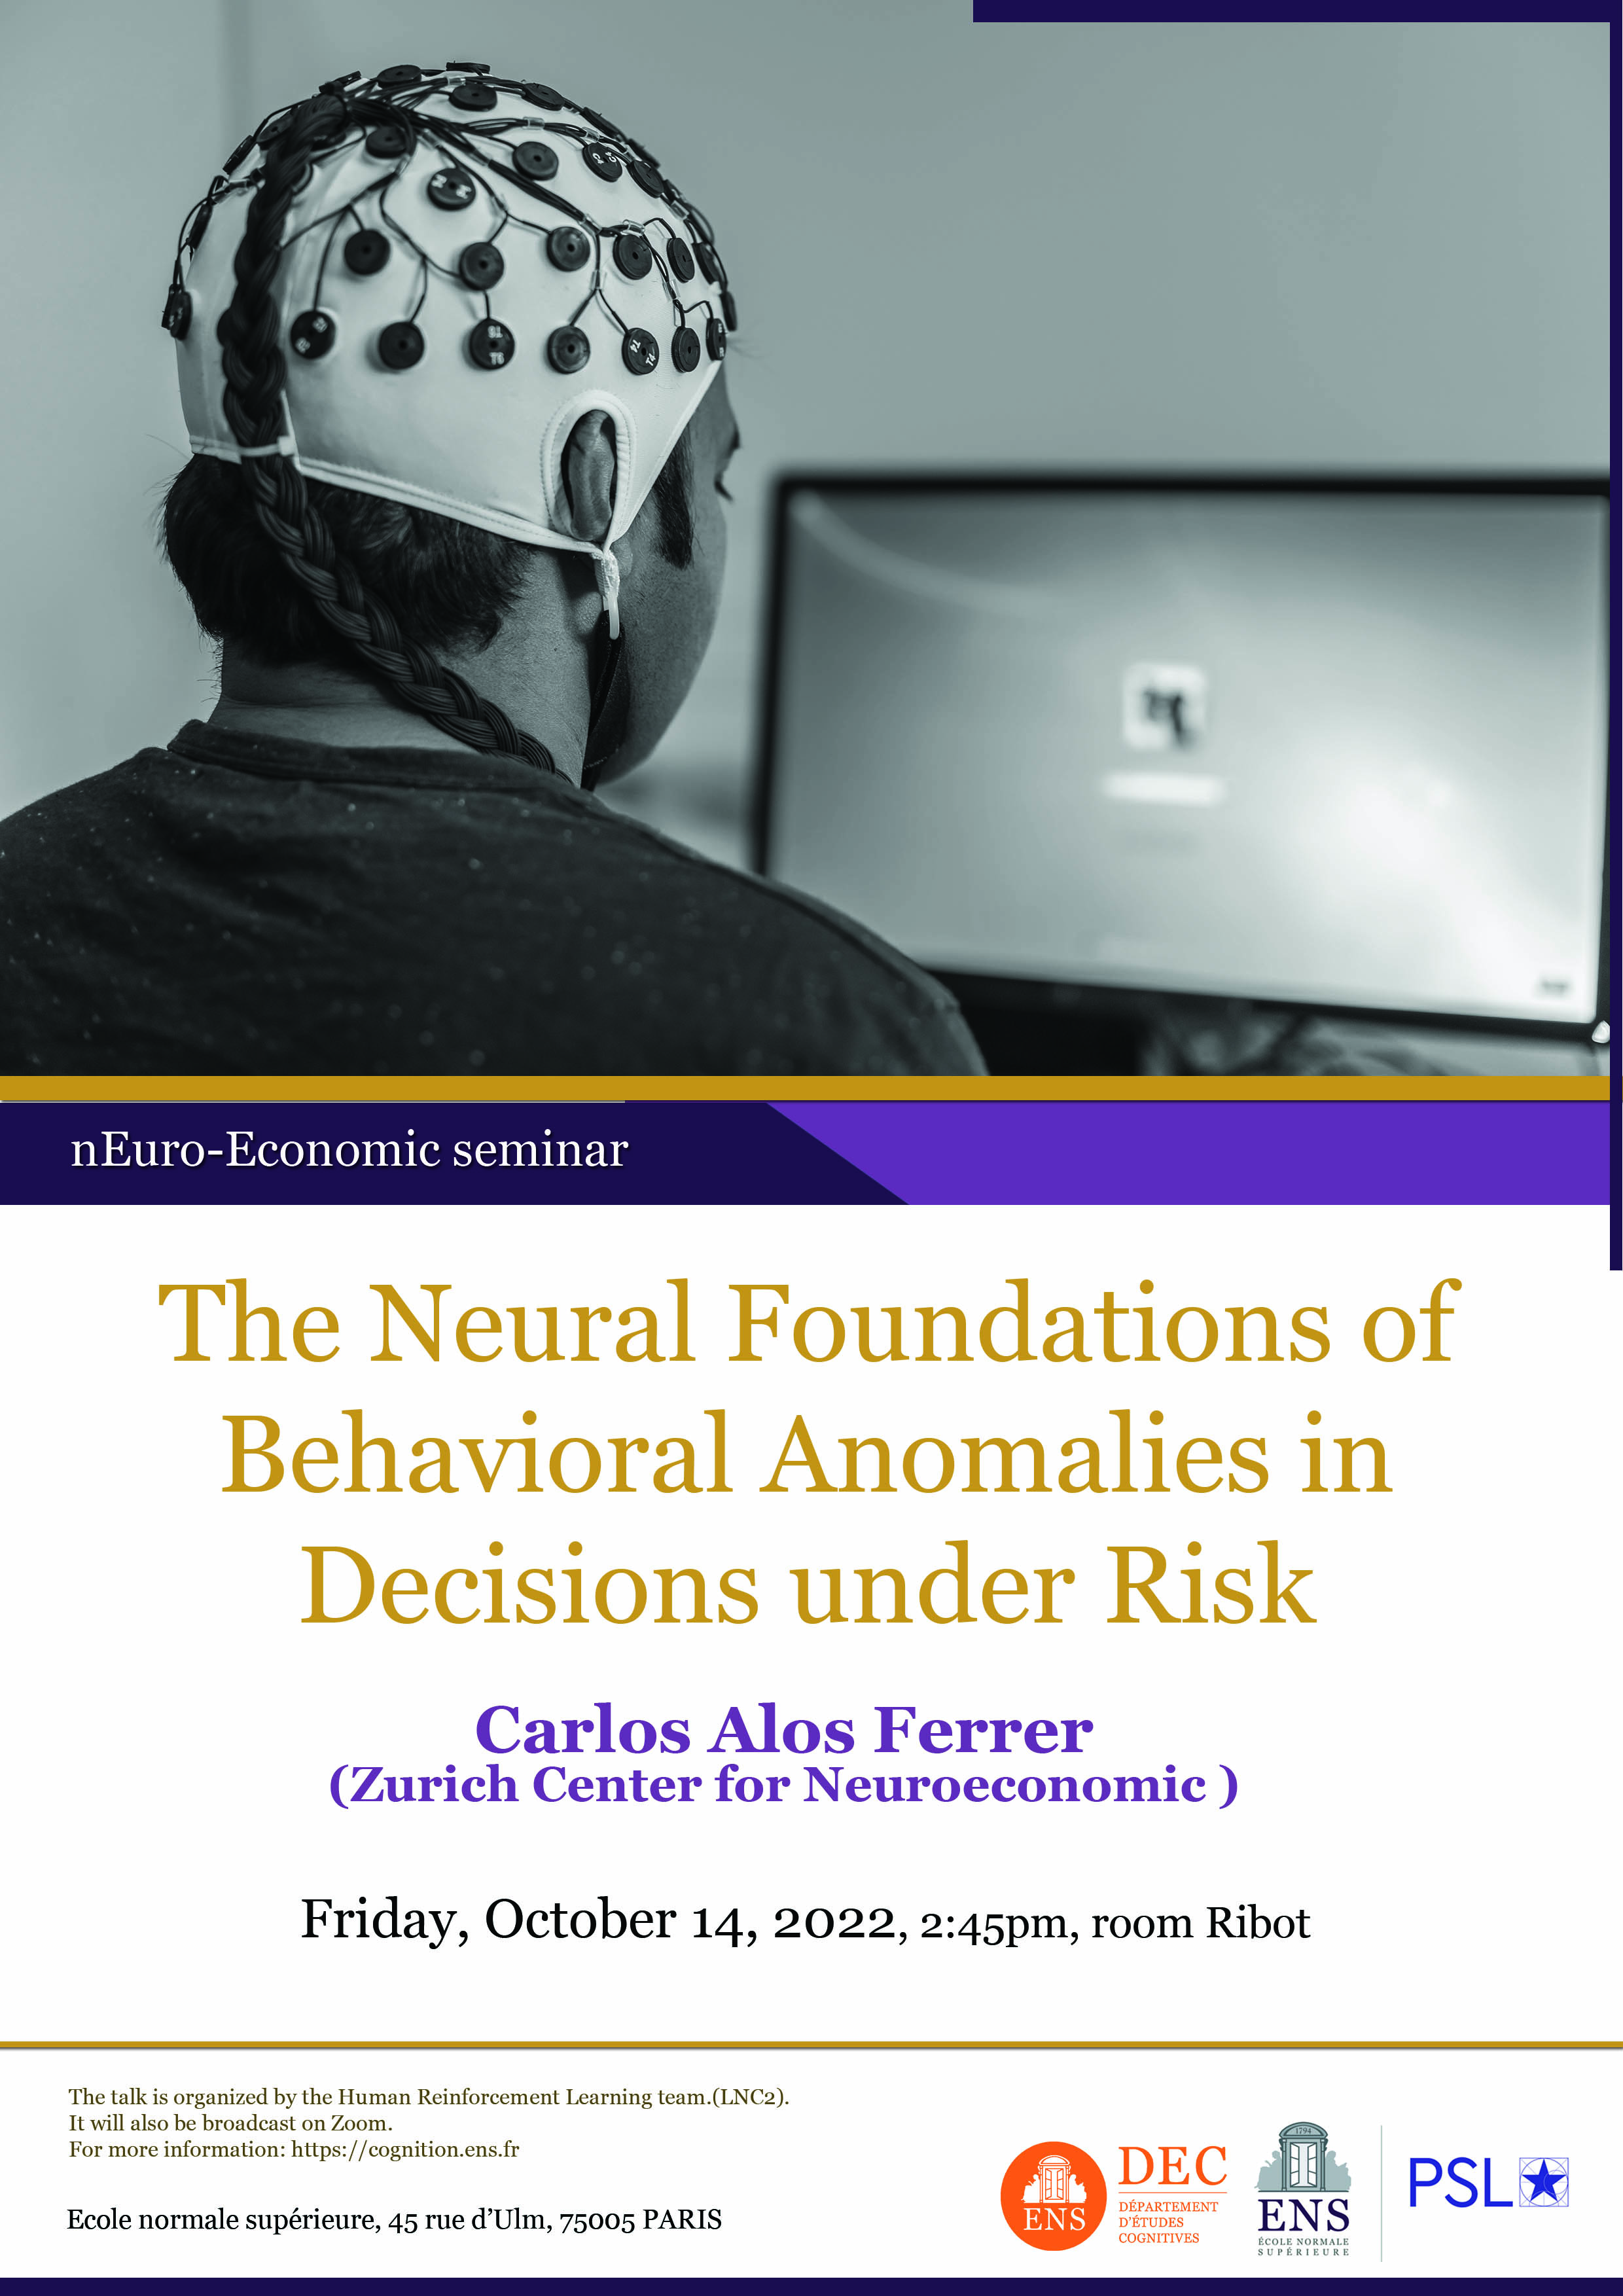 nEuro-Economic seminar
The Neural Foundations of
Behavioral Anomalies in
Decisions under Risk
Carlos Alos Ferrer
(Zurich Center for Neuroeconomic )
Friday, October 14, 2022, 2:45pm, room Ribot
The talk is organized by the Human Reinforcement Learning team.(LNC2).
It will also be broadcast on Zoom.
For more information: https://cognition.ens.fr
Ecole normale supérieure, 45 rue d'Ulm, 75005 PARIS
ENS
DEC
DÉPARTEMENT
D'ÉTUDES
COGNITIVES
1794
ENS
ÉCOLE NORMALE
SUPÉRIEURE
PSL